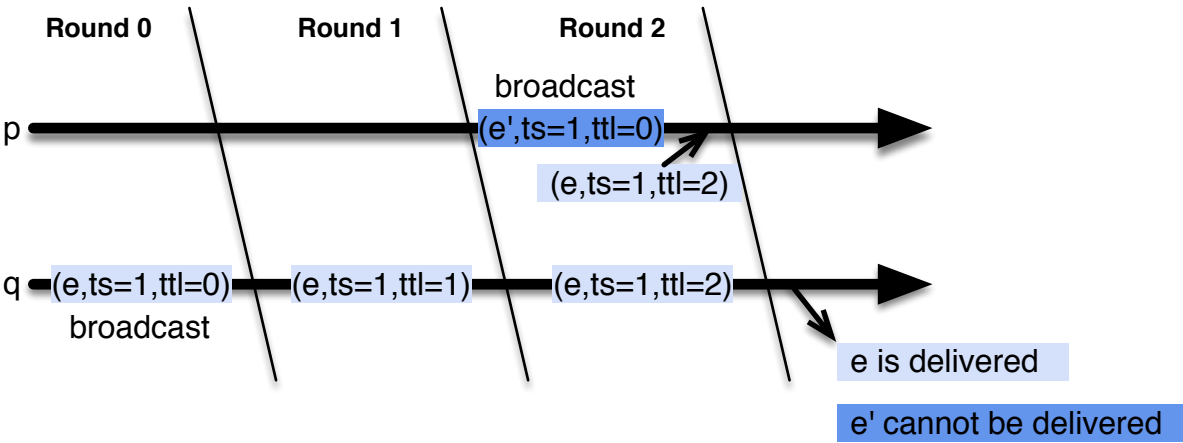 Round 0
Round 1
Round 2
broadcast
p
(e',ts=1,ttl=0)
(e,ts=1,ttl=2)
q
(e,ts=1,ttl=0)
(e,ts=1,ttl=1)
(e,ts=1,ttl=2)
broadcast
e is delivered
e' cannot be delivered